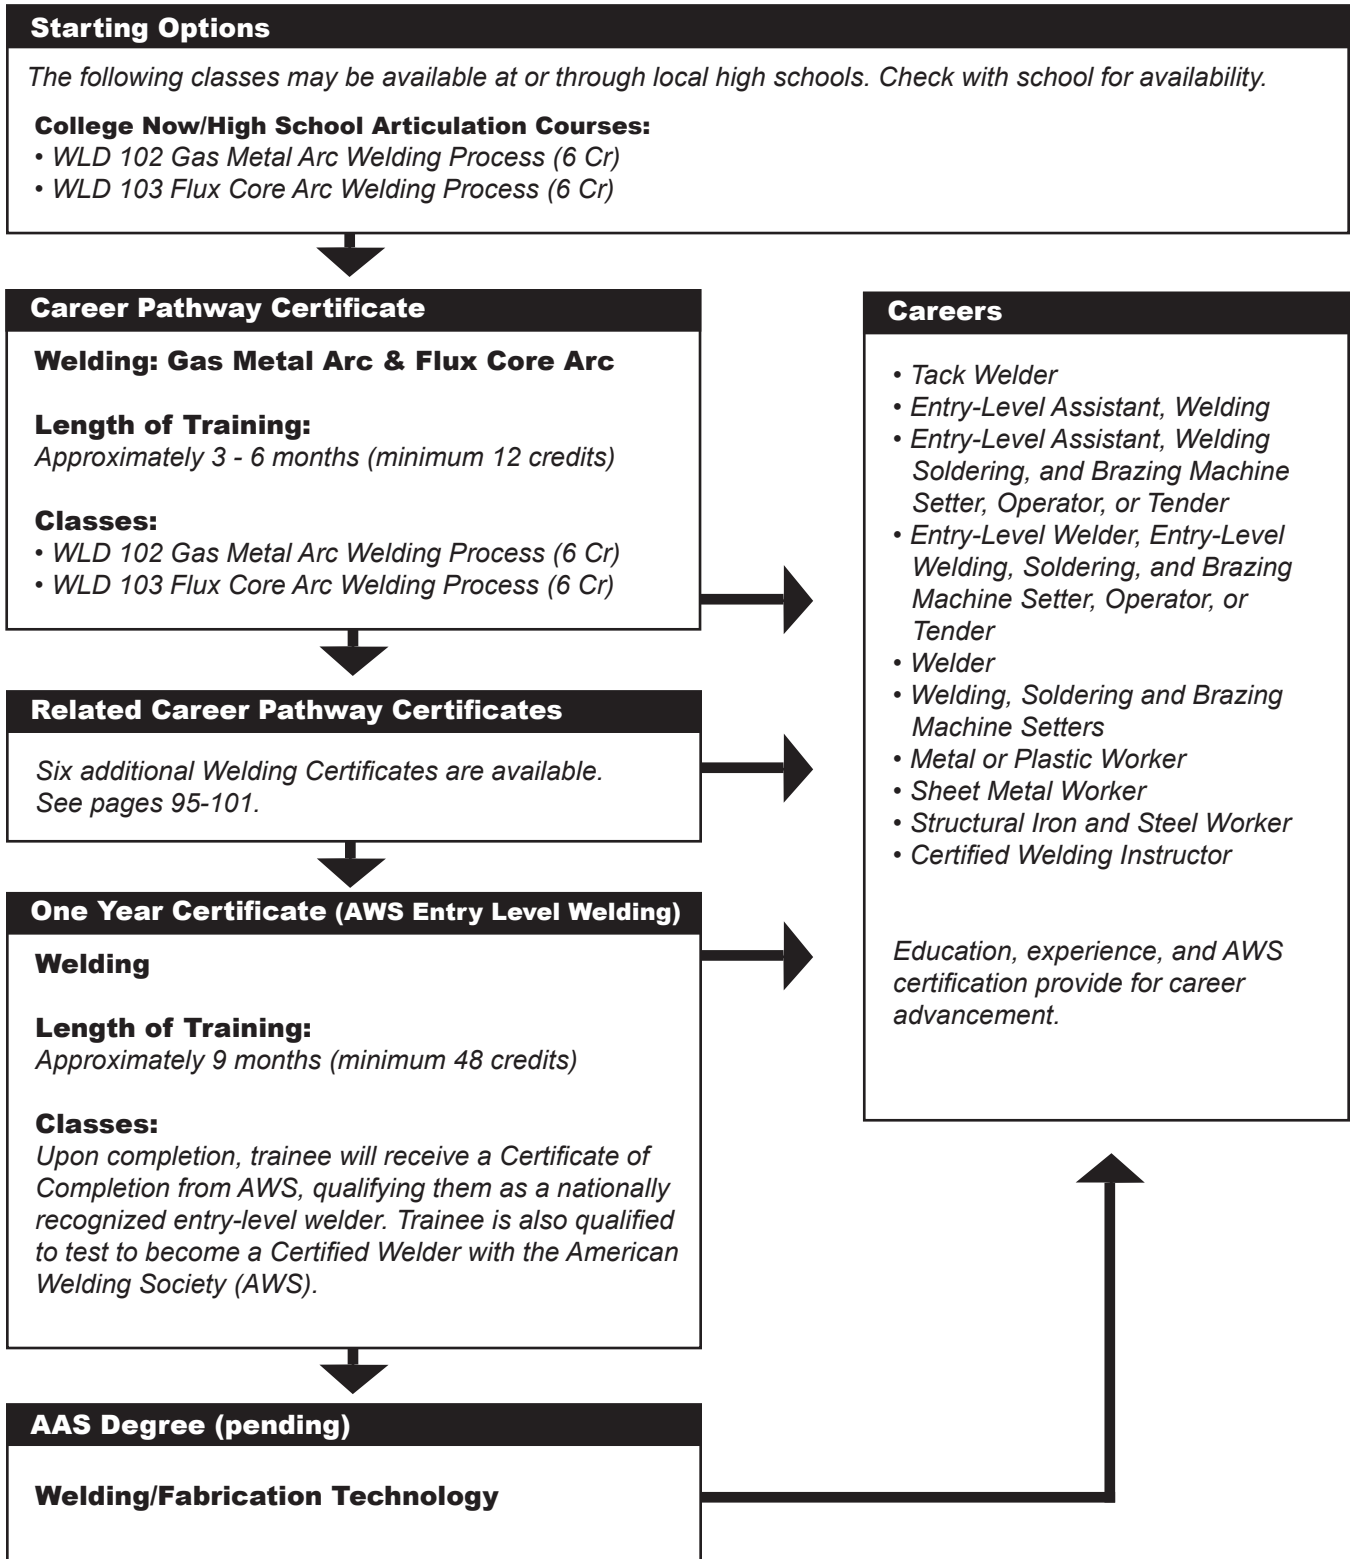 Starting Options
The following classes may be available at or through local high schools. Check with school for availability.
College Now/High School Articulation Courses:
• WLD 102 Gas Metal Arc Welding Process (6 Cr)
• WLD 103 Flux Core Arc Welding Process (6 Cr)
Career Pathway Certificate
Welding: Gas Metal Arc & Flux Core Arc
Length of Training:
Approximately 3 - 6 months (minimum 12 credits)
Classes:
• WLD 102 Gas Metal Arc Welding Process (6 Cr)
• WLD 103 Flux Core Arc Welding Process (6 Cr)
Related Career Pathway Certificates
Six additional Welding Certificates are available.
See pages 95-101.
One Year Certificate (AWS Entry Level Welding)
Welding
Length of Training:
Approximately 9 months (minimum 48 credits)
Classes:
Upon completion, trainee will receive a Certificate of
Completion from AWS, qualifying them as a nationally
recognized entry-level welder. Trainee is also qualified
to test to become a Certified Welder with the American
Welding Society (AWS).
AAS Degree (pending)
Welding/Fabrication Technology
Careers
• Tack Welder
• Entry-Level Assistant, Welding
• Entry-Level Assistant, Welding
Soldering, and Brazing Machine
Setter, Operator, or Tender
• Entry-Level Welder, Entry-Level
Welding, Soldering, and Brazing
Machine Setter, Operator, or
Tender
• Welder
• Welding, Soldering and Brazing
Machine Setters
• Metal or Plastic Worker
• Sheet Metal Worker
• Structural Iron and Steel Worker
• Certified Welding Instructor
Education, experience, and AWS
certification provide for career
advancement.